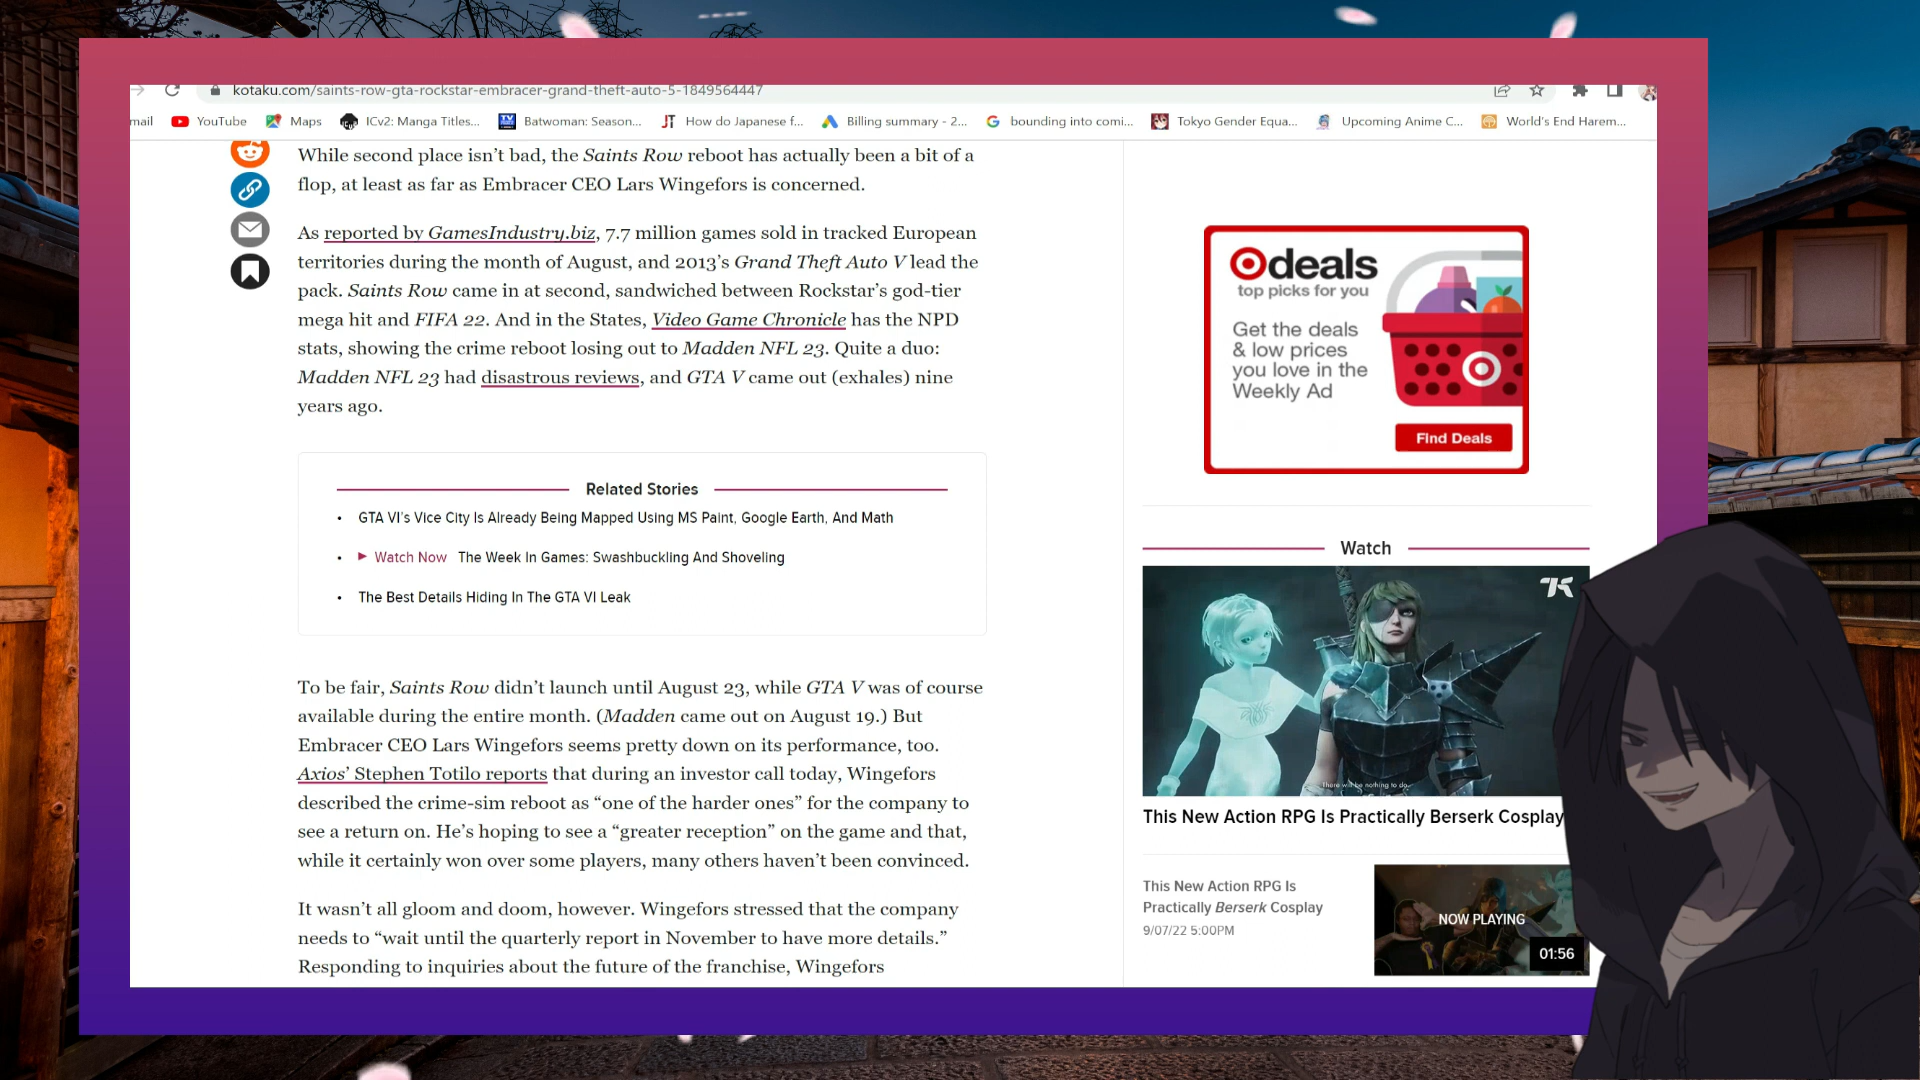 kotaku.com/saints-row-gta-rockstar-embracer-grand-theft-auto-5-1849564447
mail YouTube Maps ICv2: Manga Titles... Batwoman: Season... How do Japanese f... Billing summary - 2... bounding into comi... Tokyo Gender Equa... Upcoming Anime C... World's End Harem...
While second place isn't bad, the Saints Row reboot has actually been a bit of a
flop, at least as far as Embracer CEO Lars Wingefors is concerned.
As reported by GamesIndustry.biz, 7.7 million games sold in tracked European
territories during the month of August, and 2013's Grand Theft Auto V lead the
pack. Saints Row came in at second, sandwiched between Rockstar's god-tier
mega hit and FIFA 22. And in the States, Video Game Chronicle has the NPD
stats, showing the crime reboot losing out to Madden NFL 23. Quite a duo:
Madden NFL 23 had disastrous reviews, and GTA V came out (exhales) nine
years ago.
Related Stories
• GTA VI's Vice City Is Already Being Mapped Using MS Paint, Google Earth, And Math
• Watch Now The Week In Games: Swashbuckling And Shoveling
• The Best Details Hiding In The GTA VI Leak
To be fair, Saints Row didn't launch until August 23, while GTA V was of course
available during the entire month. (Madden came out on August 19.) But
Embracer CEO Lars Wingefors seems pretty down on its performance, too.
Axios' Stephen Totilo reports that during an investor call today, Wingefors
described the crime-sim reboot as "one of the harder ones" for the company to
see a return on. He's hoping to see a "greater reception" on the game and that,
while it certainly won over some players, many others haven't been convinced.
It wasn't all gloom and doom, however. Wingefors stressed that the company
needs to "wait until the quarterly report in November to have more details."
Responding to inquiries about the future of the franchise, Wingefors
deals
top picks for you
Get the deals
& low prices
you love in the
Weekly Ad
Find Deals
Watch
There will be nothing to do.
This New Action RPG Is Practically Berserk Cosplay
This New Action RPG Is
Practically Berserk Cosplay
9/07/22 5:00PM
NOW PLAYING
01:56